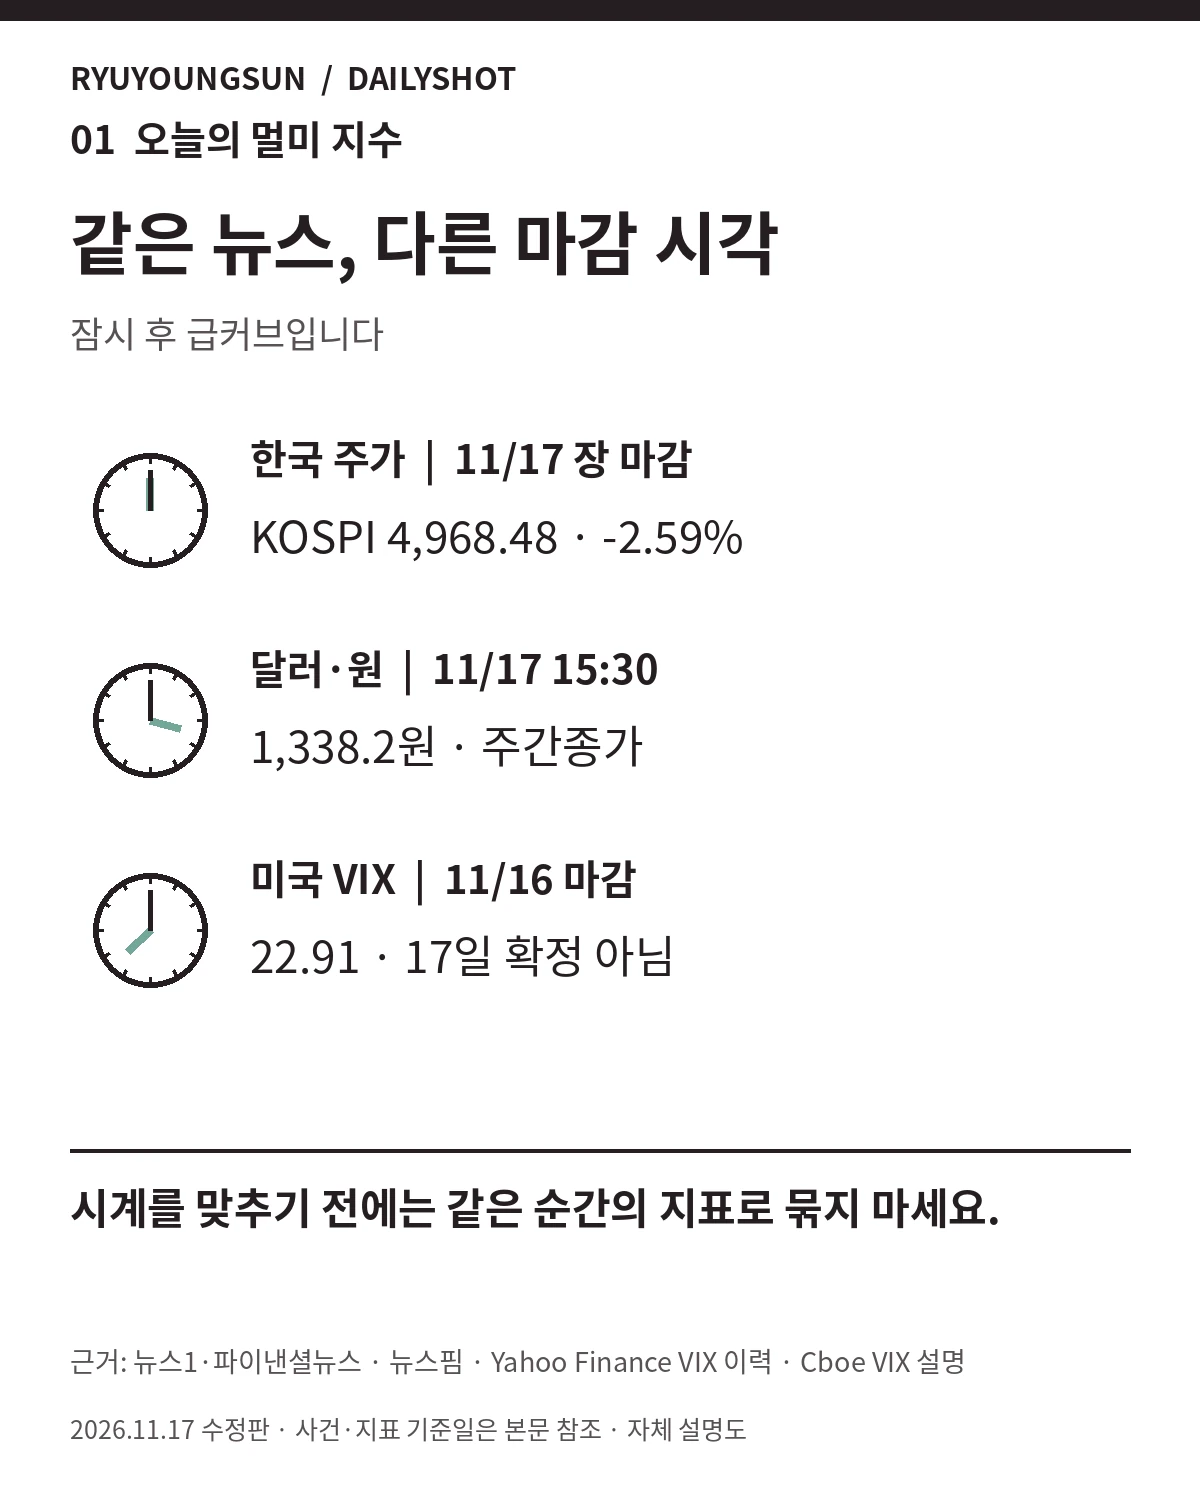 RYUYOUNGSUN / DAILYSHOT
01 오늘의 멀미 지수
같은 뉴스, 다른 마감 시각
잠시 후 급커브입니다
한국 주가 | 11/17 장 마감
KOSPI 4,968.48 · -2.59%
달러·원 | 11/17 15:30
1,338.2원 · 주간종가
미국 VIX | 11/16 마감
22.91 · 17일 확정 아님
시계를 맞추기 전에는 같은 순간의 지표로 묶지 마세요.
근거: 뉴스1·파이낸셜뉴스 · 뉴스핌 · Yahoo Finance VIX 이력 · Cboe VIX 설명
2026.11.17 수정판 · 사건·지표 기준일은 본문 참조 · 자체 설명도